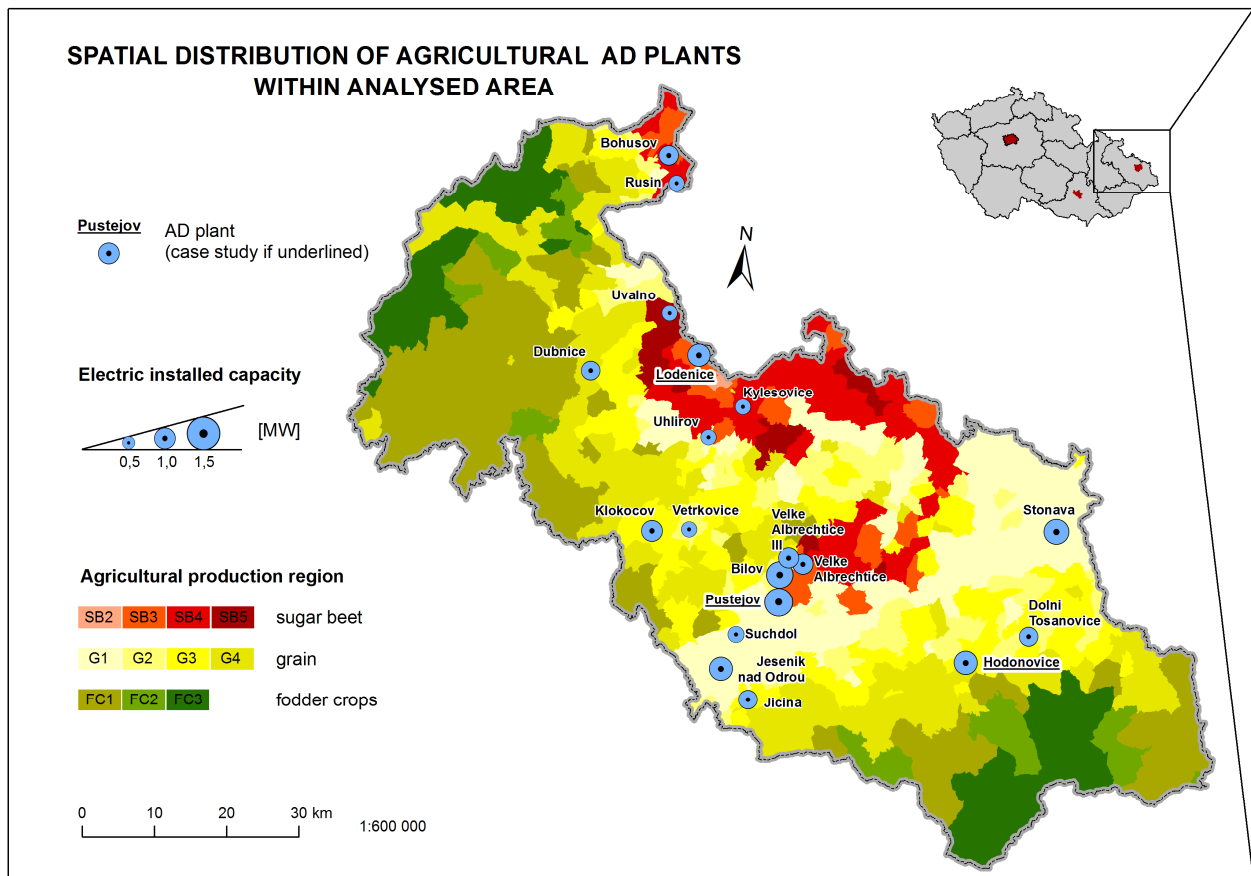 SPATIAL DISTRIBUTION OF AGRICULTURAL AD PLANTS
WITHIN ANALYSED AREA
Bohusov
Rusin
Pustejov
AD plant
(case study if underlined)
N
Uvalno
Dubnice
Lodenice
Electric installed capacity
Kylesovice
[MW]
Uhlirov
0,5
1,0
1,5
Klokocov
Vetrkovice
Velke
Albrechtice
III
Stonava
Bilov
Velke
Albrechtice
Agricultural production region
Pustejov
SB2 SB3 SB4 SB5 sugar beet
Dolni
Tosanovice
Suchdol
G1 G2 G3 G4 grain
Jesenik
nad Odrou
Hodonovice
FC1 FC2 FC3 fodder crops
Jicina
0 10 20 30 km
1:600 000